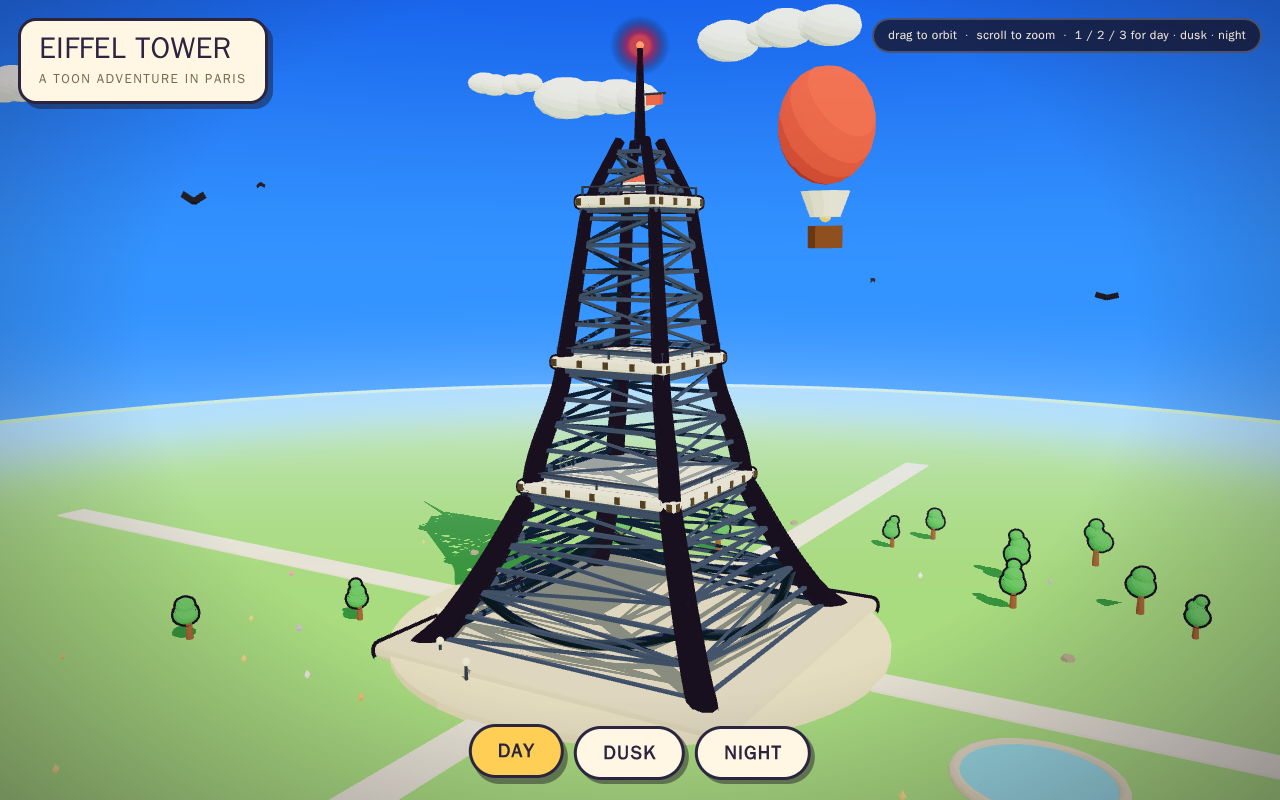 EIFFEL TOWER
A TOON ADVENTURE IN PARIS
drag to orbit · scroll to zoom · 1 / 2 / 3 for day · dusk · night
DAY
DUSK
NIGHT